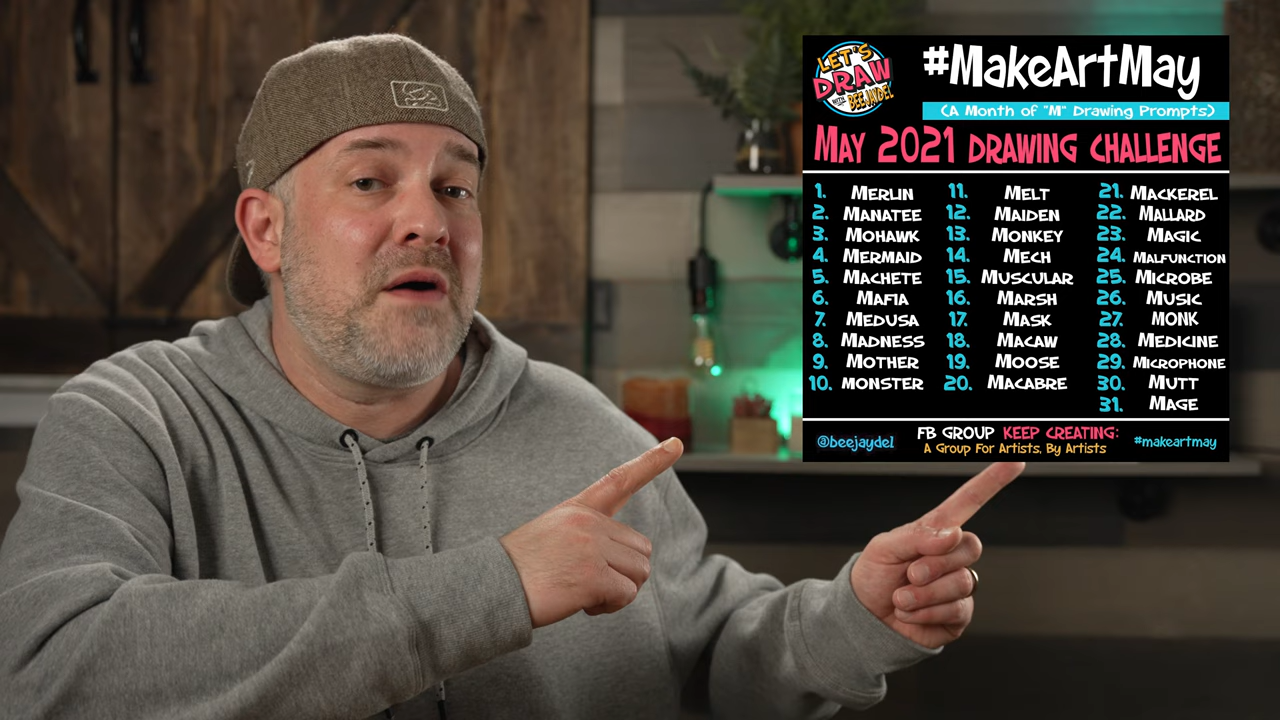 LET'S
DRAW
WITH
BEEJAYDEL
#MakeArtMay
(A Month of "M" Drawing Prompts)
MAY 2021 DRAWING CHALLENGE
1. MERLIN
2. MANATEE
3. MOHAWK
4. MERMAID
5. MACHETE
6. MAFIA
7. MEDUSA
8. MADNESS
9. MOTHER
10. MONSTER
11. MELT
12. MAIDEN
13. MONKEY
14. MECH
15. MUSCULAR
16. MARSH
17. MASK
18. MACAW
19. MOOSE
20. MACABRE
21. MACKEREL
22. MALLARD
23. MAGIC
24. MALFUNCTION
25. MICROBE
26. MUSIC
27. MONK
28. MEDICINE
29. MICROPHONE
30. MUTT
31. MAGE
@beejaydel
FB GROUP KEEP CREATING:
A Group For Artists, By Artists
#makeartmay